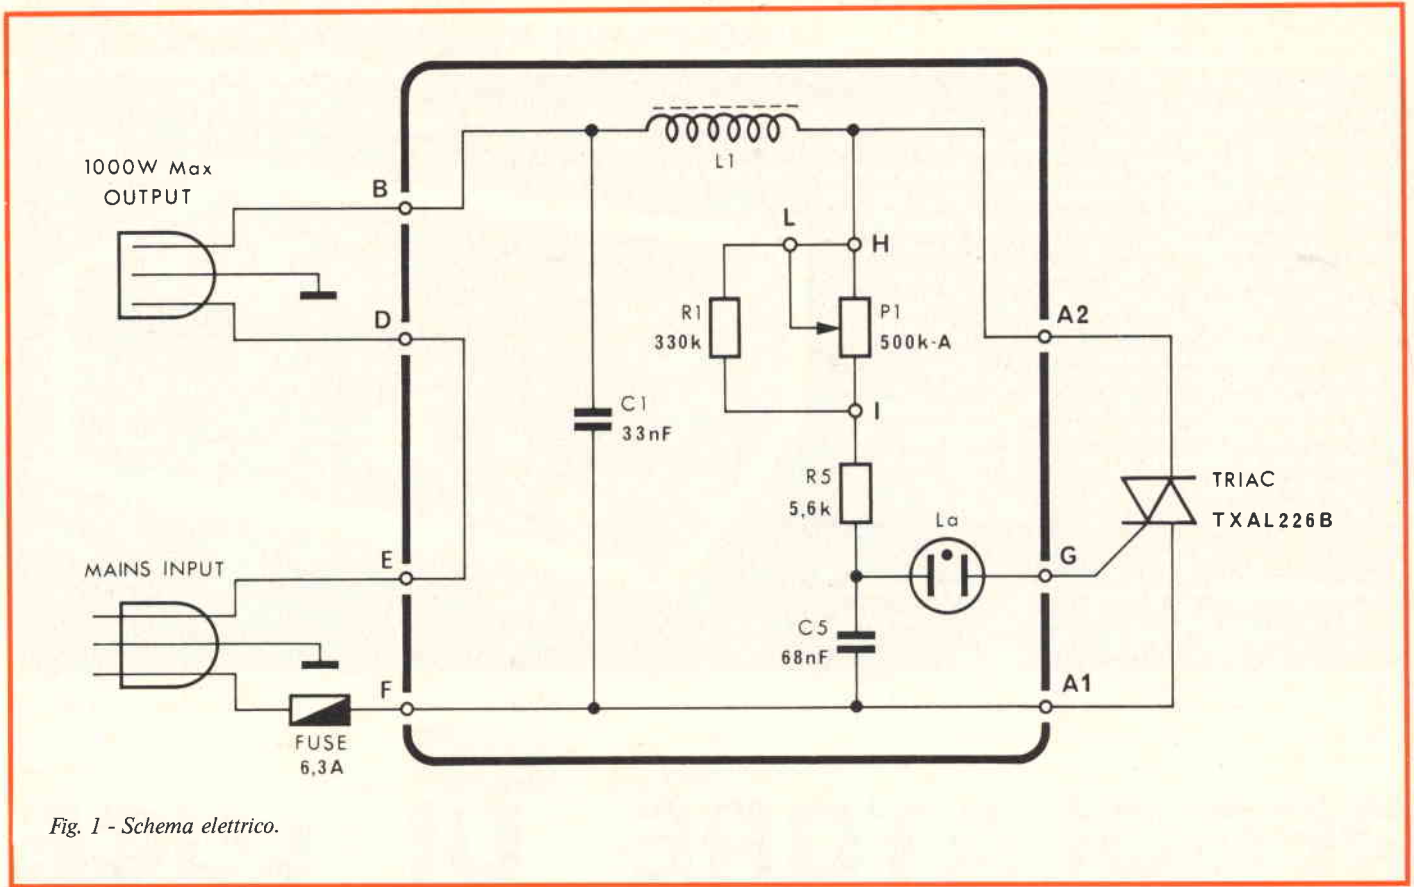 1000W Max
OUTPUT
B
L1
L
H
D
R1
330k
P1
500k-A
A2
C1
33nF
I
R5
5,6k
TRIAC
TXAL226B
La
MAINS INPUT
E
G
C5
68nF
F
A1
FUSE
6,3A
Fig. 1 - Schema elettrico.